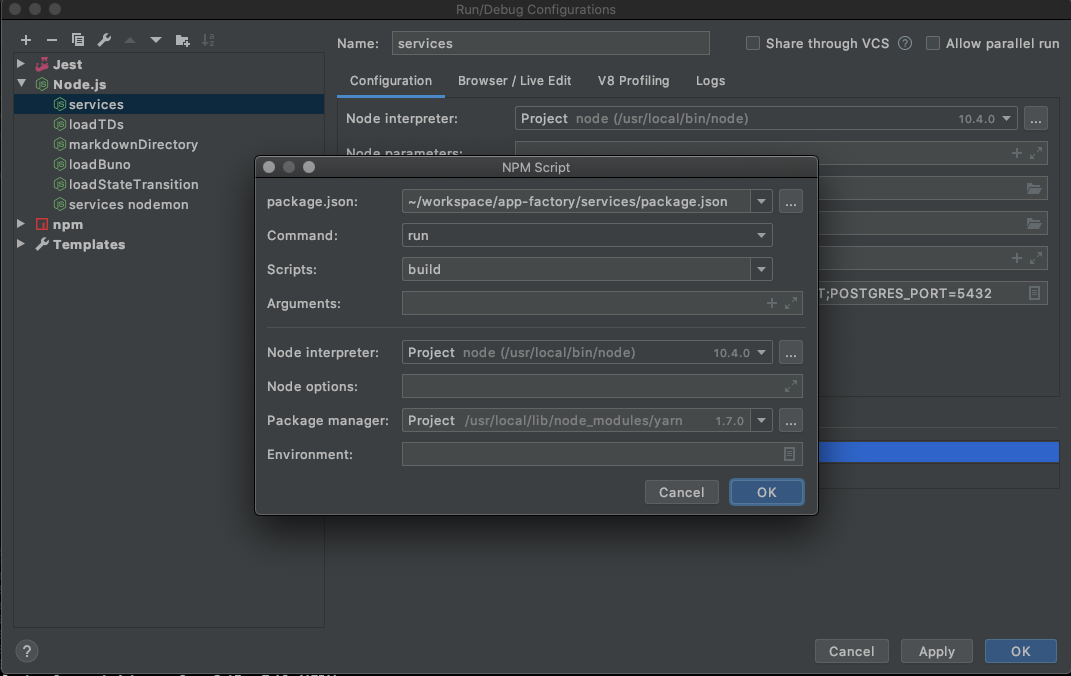 Run/Debug Configurations
Name: services
Share through VCS ?
Allow parallel run
Jest
Node.js
services
loadTDs
markdownDirectory
loadBuno
loadStateTransition
services nodemon
npm
Templates
Configuration Browser / Live Edit V8 Profiling Logs
Node interpreter: Project node (/usr/local/bin/node) 10.4.0 ...
Node parameters:
T;POSTGRES_PORT=5432
NPM Script
package.json: ~/workspace/app-factory/services/package.json ...
Command: run
Scripts: build
Arguments:
Node interpreter: Project node (/usr/local/bin/node) 10.4.0 ...
Node options:
Package manager: Project /usr/local/lib/node_modules/yarn 1.7.0 ...
Environment:
Cancel OK
? Cancel Apply OK